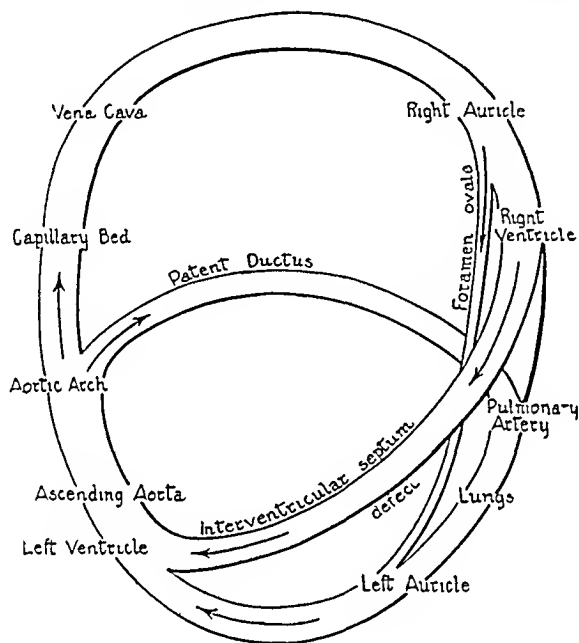 Vena Cava
Right Auricle
Foramen ovale
Right
Ventricle
Capillary Bed
Patent Ductus
Aortic Arch
Pulmona-y
Artery
Interventricular septum
defect
Ascending Aorta
Lungs
Left Ventricle
Left Auricle